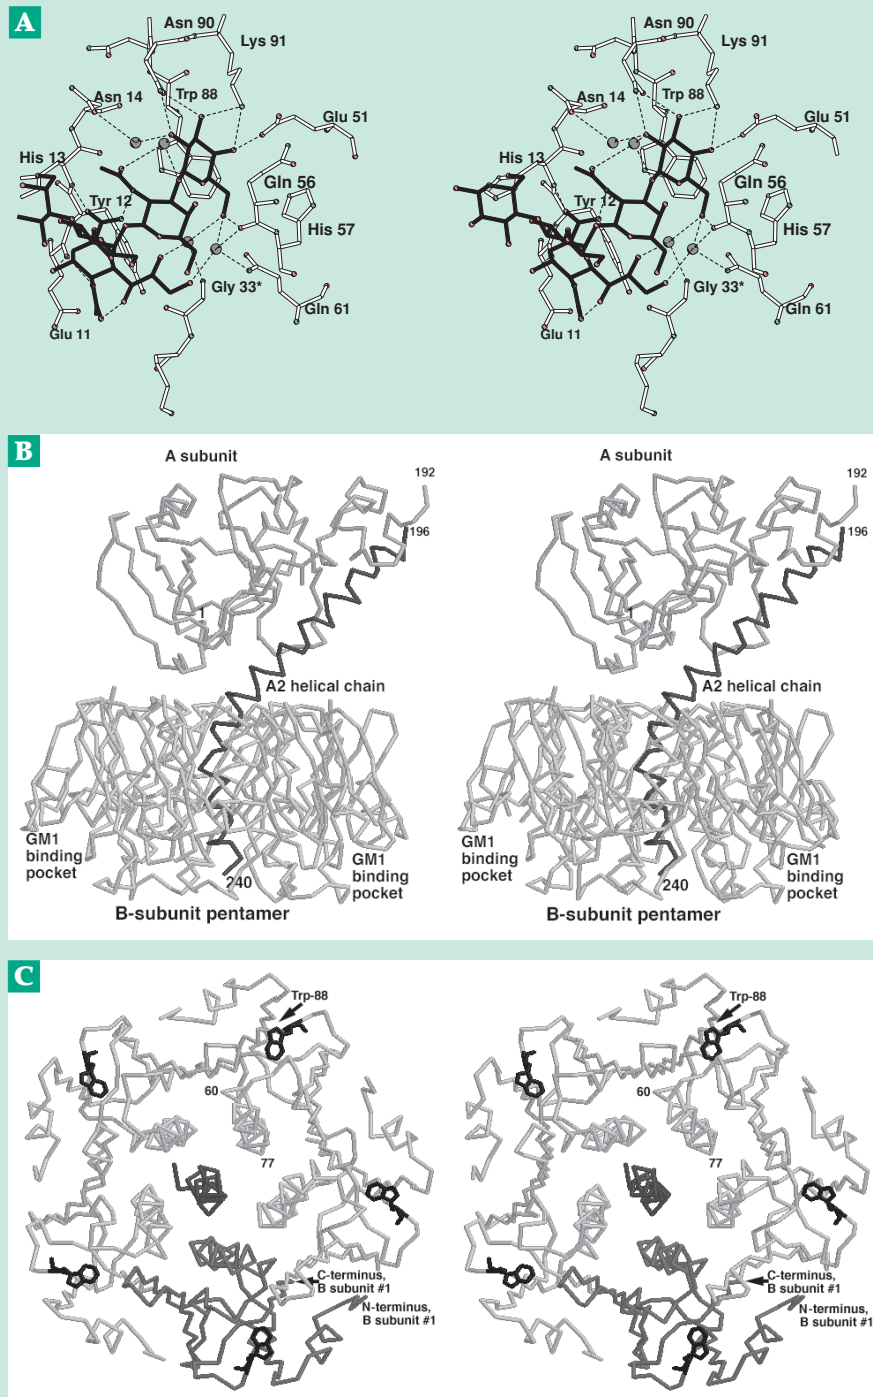 A
Asn 90
Lys 91
Asn 14
Trp 88
Glu 51
His 13
Gln 56
Tyr 12
His 57
Gly 33*
Gln 61
Glu 11
Asn 90
Lys 91
Asn 14
Trp 88
Glu 51
His 13
Gln 56
Tyr 12
His 57
Gly 33*
Gln 61
Glu 11
B
A subunit
192
196
1
A2 helical chain
GM1
binding
pocket
GM1
binding
pocket
240
B-subunit pentamer
A subunit
192
196
1
A2 helical chain
GM1
binding
pocket
GM1
binding
pocket
240
B-subunit pentamer
C
Trp-88
60
77
C-terminus,
B subunit #1
N-terminus,
B subunit #1
Trp-88
60
77
C-terminus,
B subunit #1
N-terminus,
B subunit #1